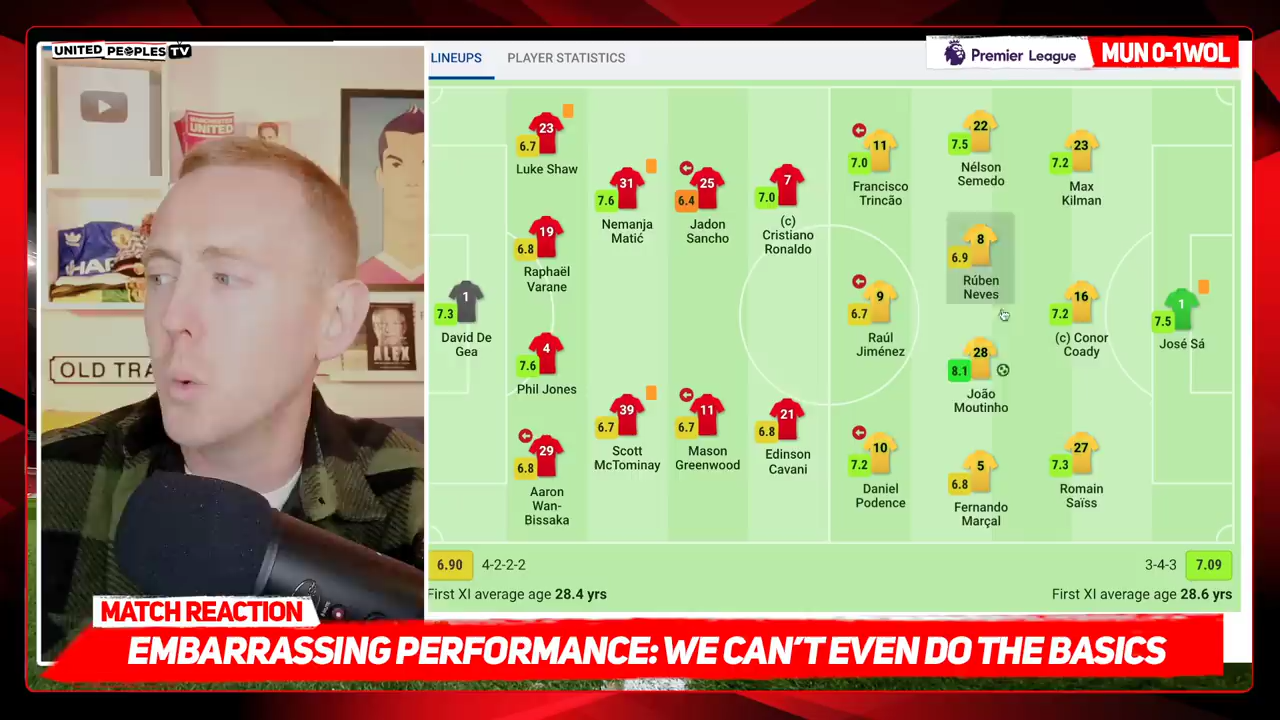 UNITED PEOPLES TV
LINEUPS
PLAYER STATISTICS
Premier League
MUN 0-1 WOL
MANCHESTER
UNITED
OLD TRA
ALEX
1
7.3
David De
Gea
23
6.7
Luke Shaw
19
6.8
Raphaël
Varane
4
7.6
Phil Jones
29
6.8
Aaron
Wan-
Bissaka
31
7.6
Nemanja
Matić
39
6.7
Scott
McTominay
25
6.4
Jadon
Sancho
11
6.7
Mason
Greenwood
7
7.0
(c)
Cristiano
Ronaldo
21
6.8
Edinson
Cavani
11
7.0
Francisco
Trincão
9
6.7
Raúl
Jiménez
10
7.2
Daniel
Podence
22
7.5
Nélson
Semedo
8
6.9
Rúben
Neves
28
8.1
João
Moutinho
5
6.8
Fernando
Marçal
23
7.2
Max
Kilman
16
7.2
(c) Conor
Coady
27
7.3
Romain
Saïss
1
7.5
José Sá
6.90
4-2-2-2
3-4-3
7.09
First XI average age 28.4 yrs
First XI average age 28.6 yrs
MATCH REACTION
EMBARRASSING PERFORMANCE: WE CAN'T EVEN DO THE BASICS